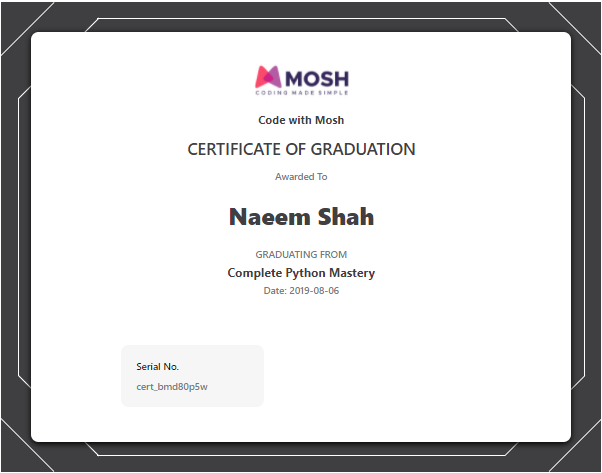 MOSH
CODING MADE SIMPLE
Code with Mosh
CERTIFICATE OF GRADUATION
Awarded To
Naeem Shah
GRADUATING FROM
Complete Python Mastery
Date: 2019-08-06
Serial No.
cert_bmd80p5w